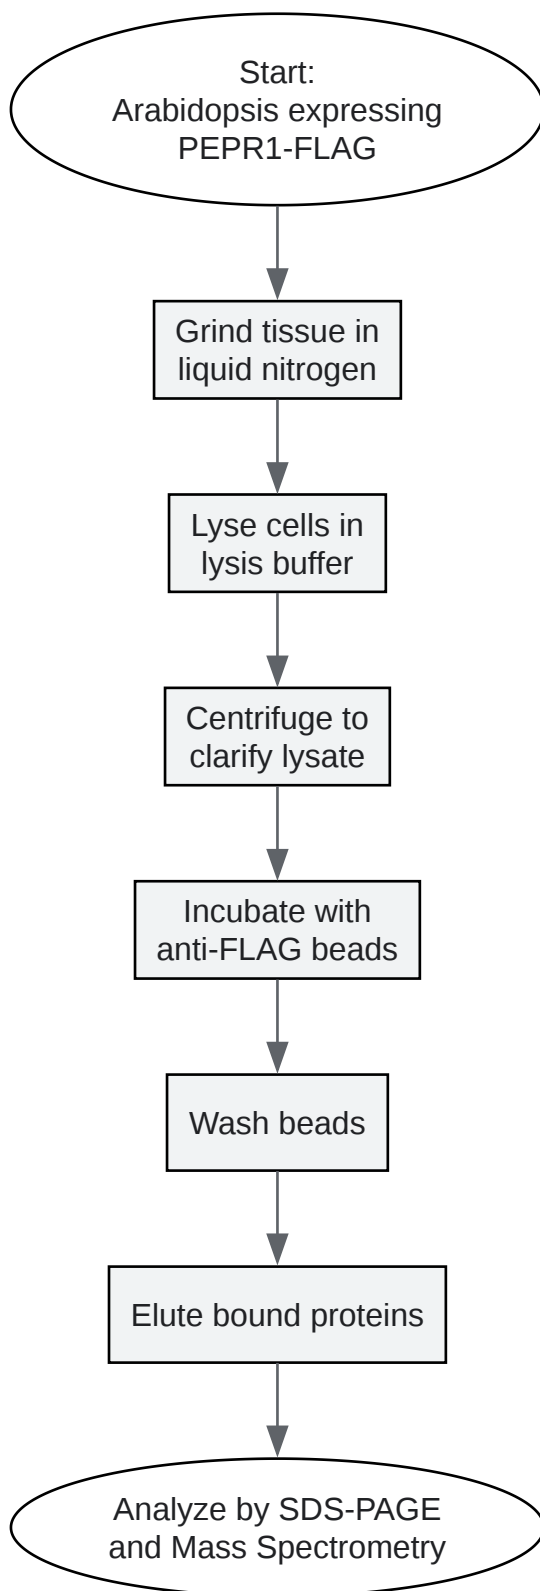 Start:
Arabidopsis expressing
PEPR1-FLAG
Grind tissue in
liquid nitrogen
Lyse cells in
lysis buffer
Centrifuge to
clarify lysate
Incubate with
anti-FLAG beads
Wash beads
Elute bound proteins
Analyze by SDS-PAGE
and Mass Spectrometry